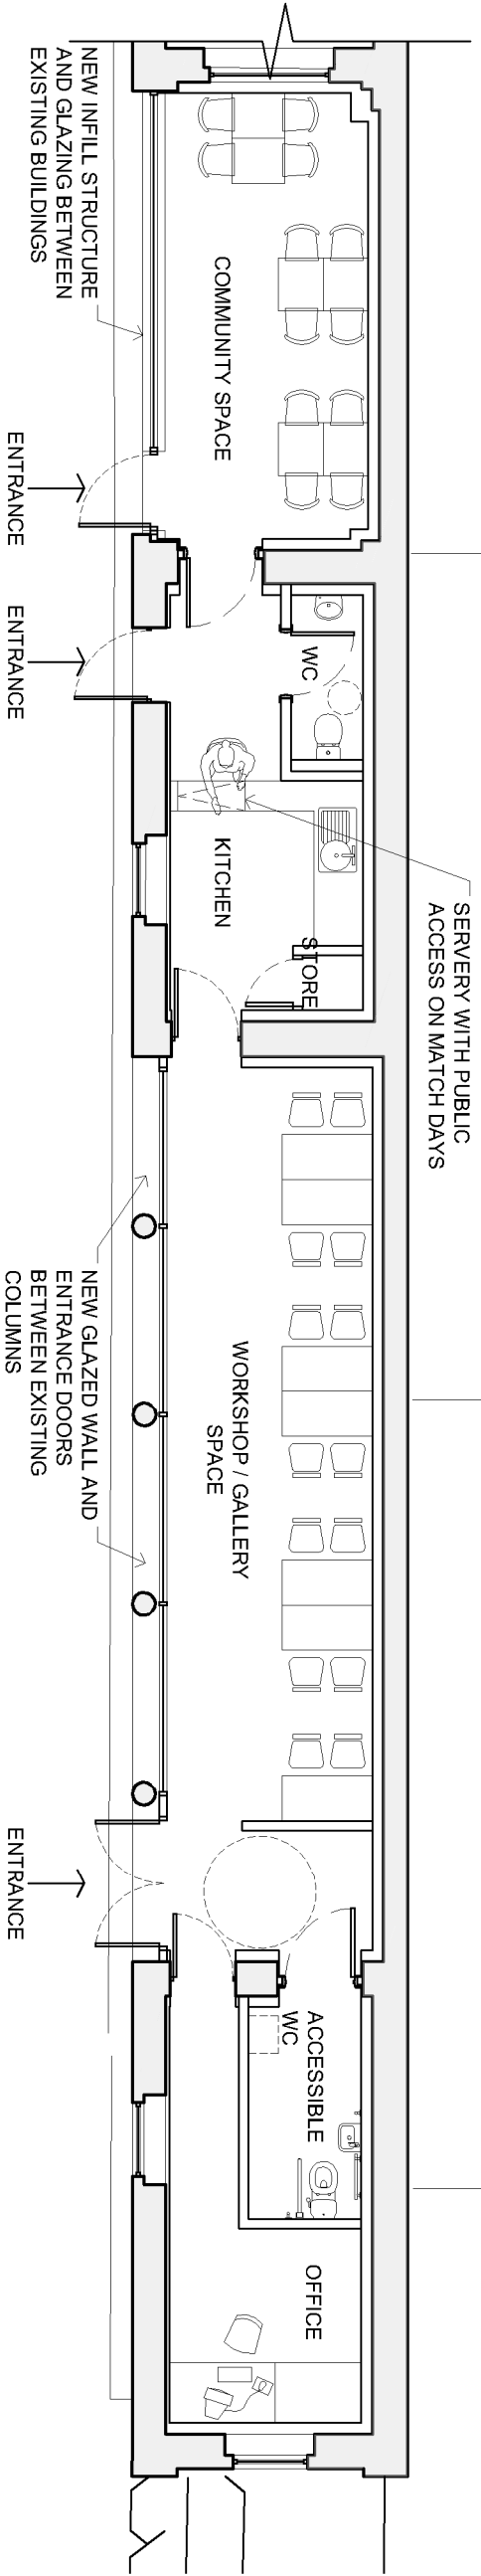 NEW INFILL STRUCTURE
AND GLAZING BETWEEN
EXISTING BUILDINGS
COMMUNITY SPACE
ENTRANCE
ENTRANCE
WC
KITCHEN
STORE
SERVERY WITH PUBLIC
ACCESS ON MATCH DAYS
NEW GLAZED WALL AND
ENTRANCE DOORS
BETWEEN EXISTING
COLUMNS
WORKSHOP / GALLERY
SPACE
ENTRANCE
ACCESSIBLE
WC
OFFICE